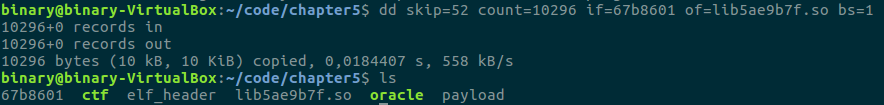 binary@binary-VirtualBox:~/code/chapter5$ dd skip=52 count=10296 if=67b8601 of=lib5ae9b7f.so bs=1
10296+0 records in
10296+0 records out
10296 bytes (10 kB, 10 KiB) copied, 0,0184407 s, 558 kB/s
binary@binary-VirtualBox:~/code/chapter5$ ls
67b8601 ctf elf_header lib5ae9b7f.so oracle payload